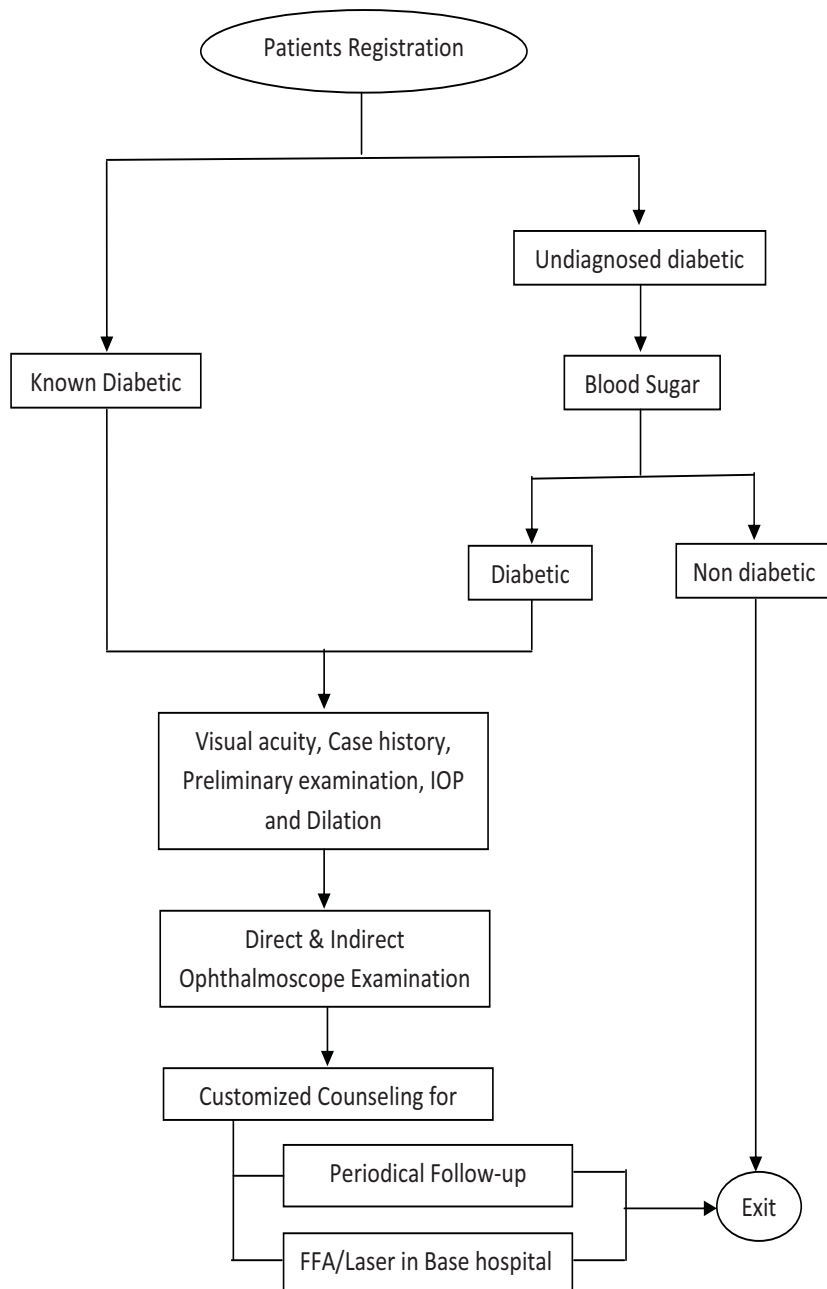 Patients Registration
Undiagnosed diabetic
Known Diabetic
Blood Sugar
Diabetic
Non diabetic
Visual acuity, Case history,
Preliminary examination, IOP
and Dilation
Direct & Indirect
Ophthalmoscope Examination
Customized Counseling for
Periodical Follow-up
Exit
FFA/Laser in Base hospital